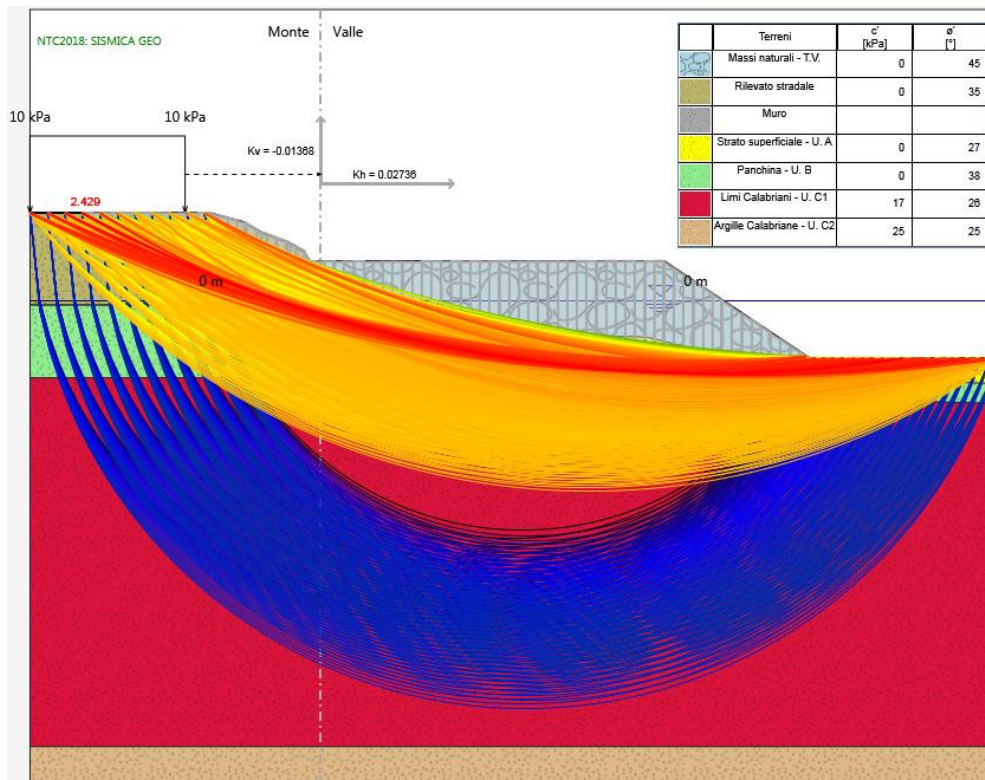 NTC2018: SISMICA GEO
Monte
Valle
10 kPa
10 kPa
Kv = -0.01368
Kh = 0.02736
2.429
0 m
0 m
Terreni c' [kPa] ø' [°]
Massi naturali - T.V. 0 45
Rilevato stradale 0 35
Muro
Strato superficiale - U. A 0 27
Panchina - U. B 0 38
Limi Calabriani - U. C1 17 26
Argille Calabriane - U. C2 25 25